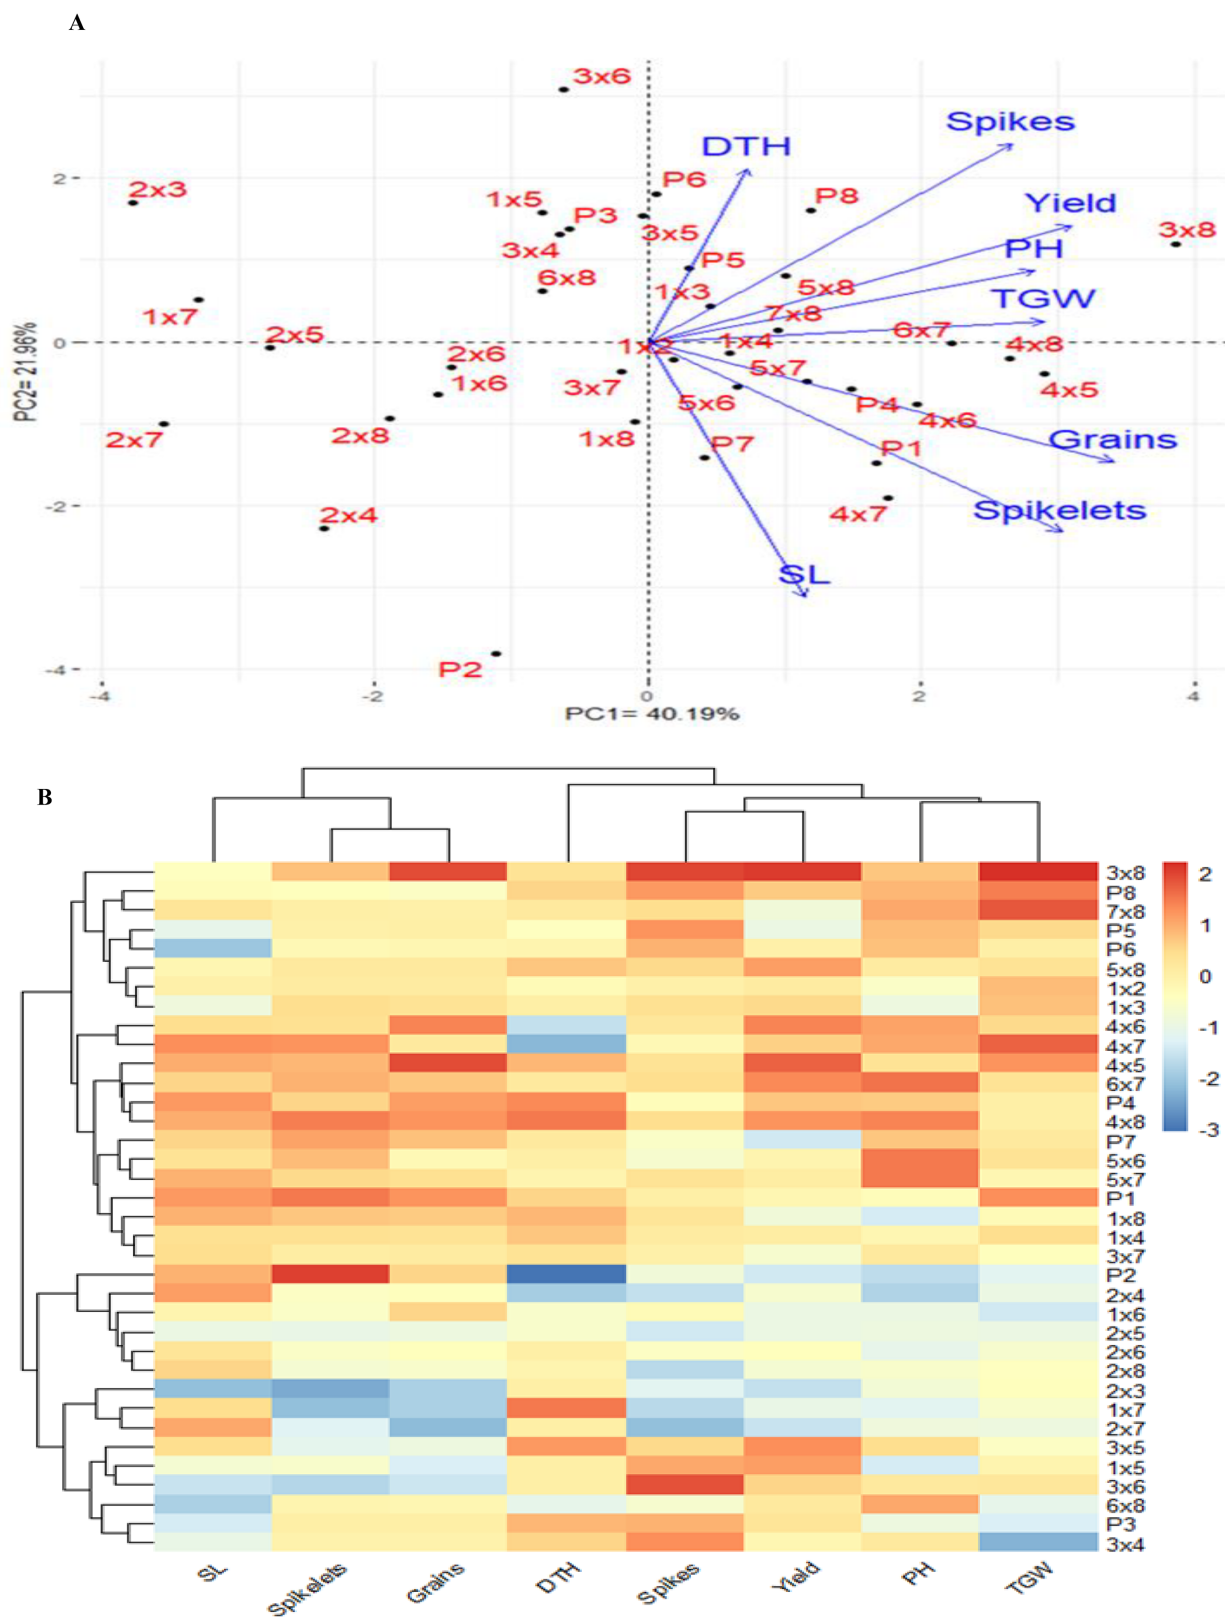 A
3x6
Spikes
DTH
2x3
P6
P8
1x5
P3
Yield
3x8
3x5
3x4
PH
P5
6x8
5x8
1x3
TGW
1x7
7x8
6x7
2x5
1x2
1x4
4x8
2x6
5x7
1x6
3x7
4x5
5x6
P4
4x6
2x7
2x8
1x8
P7
P1
Grains
2x4
4x7
Spikelets
SL
P2
2
0
-2
-4
PC2= 21.96%
-4
-2
0
2
4
PC1= 40.19%
B
3x8
P8
7x8
P5
P6
5x8
1x2
1x3
4x6
4x7
4x5
6x7
P4
4x8
P7
5x6
5x7
P1
1x8
1x4
3x7
P2
2x4
1x6
2x5
2x6
2x8
2x3
1x7
2x7
3x5
1x5
3x6
6x8
P3
3x4
2
1
0
-1
-2
-3
SL
Spikelets
Grains
DTH
Spikes
Yield
PH
TGW